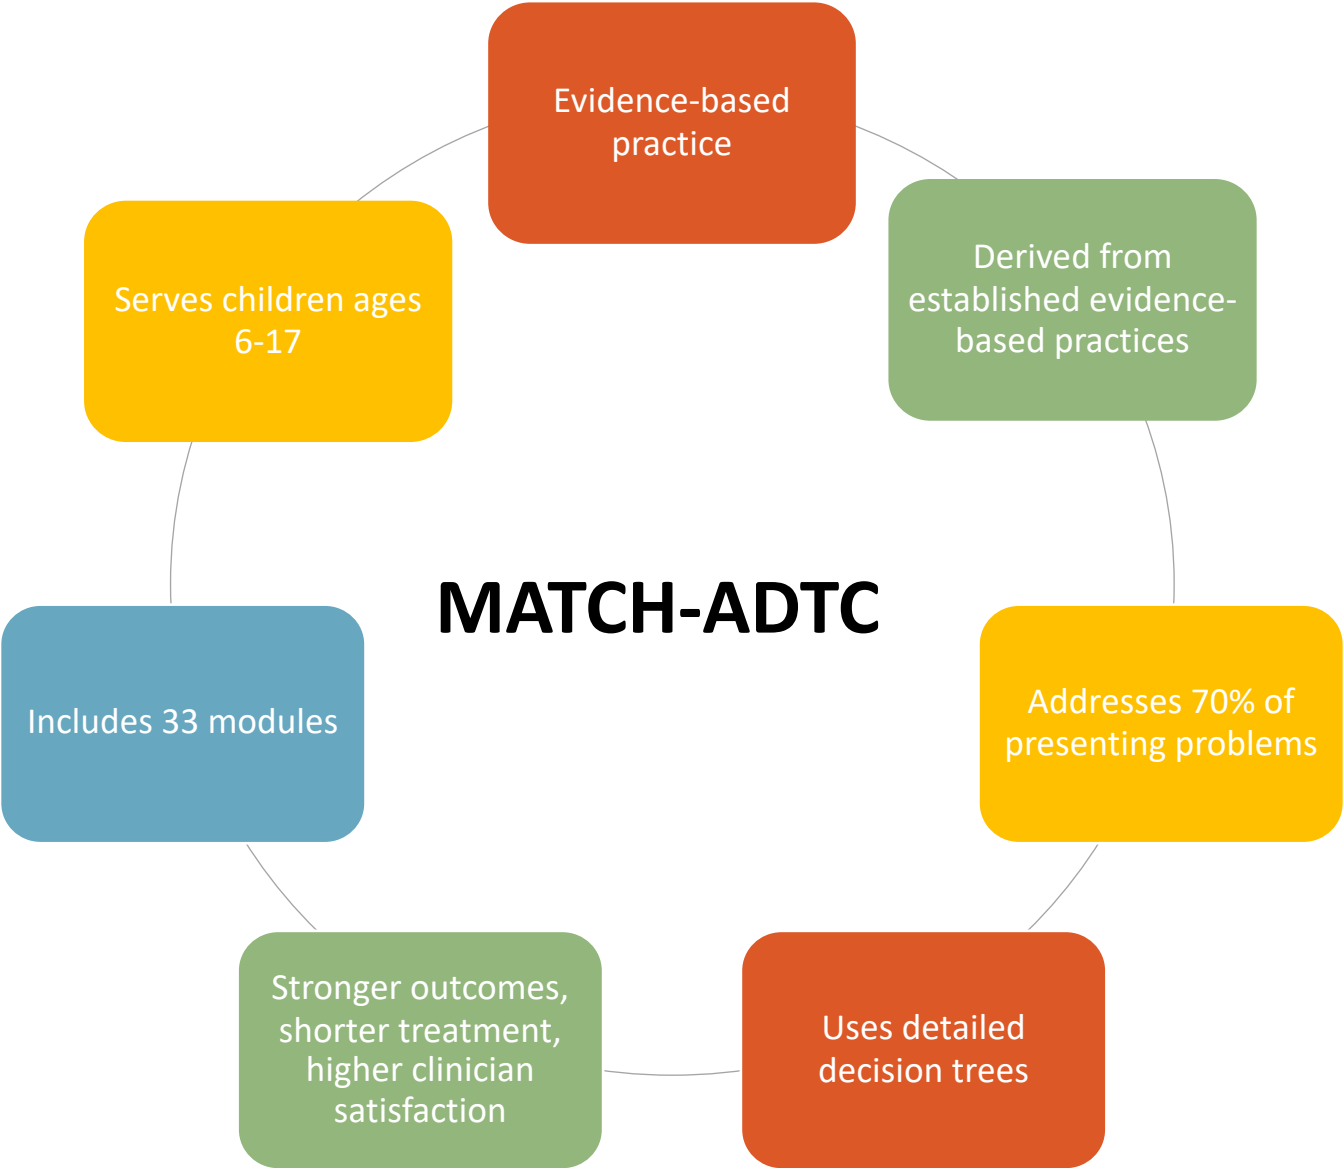 Evidence-based
practice
Derived from
established evidence-
based practices
Addresses 70% of
presenting problems
Uses detailed
decision trees
Stronger outcomes,
shorter treatment,
higher clinician
satisfaction
Includes 33 modules
Serves children ages
6-17
MATCH-ADTC